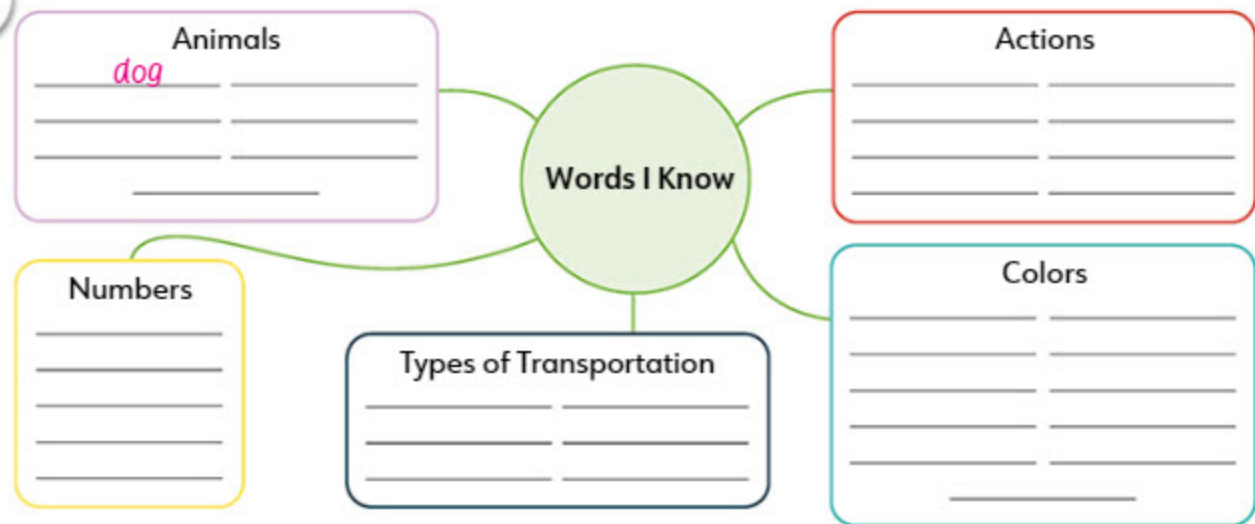 Animals
dog
Actions
Words I Know
Numbers
Types of Transportation
Colors